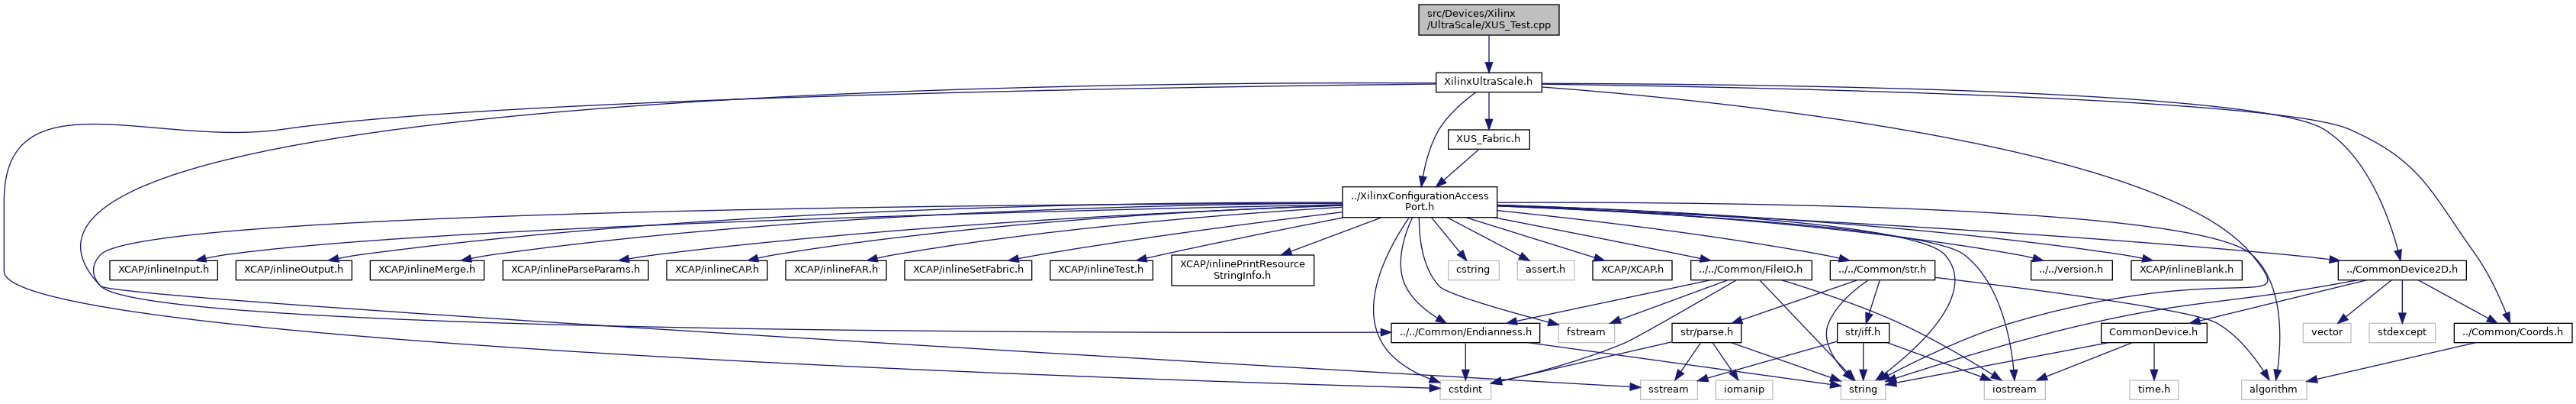 src/Devices/Xilinx
/UltraScale/XUS_Test.cpp
XilinxUltraScale.h
XUS_Fabric.h
../XilinxConfigurationAccess
Port.h
XCAP/inlineInput.h
XCAP/inlineOutput.h
XCAP/inlineMerge.h
XCAP/inlineParseParams.h
XCAP/inlineCAP.h
XCAP/inlineFAR.h
XCAP/inlineSetFabric.h
XCAP/inlineTest.h
XCAP/inlinePrintResource
StringInfo.h
cstring
assert.h
XCAP/XCAP.h
../../Common/FileIO.h
../../Common/str.h
../../version.h
XCAP/inlineBlank.h
../CommonDevice2D.h
../../Common/Endianness.h
fstream
str/parse.h
str/iff.h
CommonDevice.h
vector
stdexcept
../Common/Coords.h
cstdint
sstream
iomanip
string
iostream
time.h
algorithm